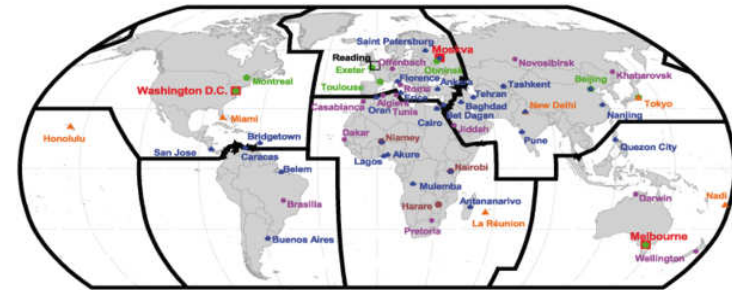 Saint Petersburg
Moskva
Reading
Offenbach
Novosibirsk
Exeter
Obninsk
Khabarovsk
Montreal
Toulouse
Florence
Ankara
Tashkent
Beijing
Washington D.C.
Roma
Erice
Tehran
Tokyo
Oran
Algiers
Baghdad
New Delhi
Casablanca
Tunis
Bet Dagan
Nanjing
Miami
Cairo
Jiddah
Honolulu
Bridgetown
Dakar
Niamey
Pune
San Jose
Caracas
Lagos
Akure
Quezon City
Belem
Nairobi
Mulemba
Darwin
Brasilia
Harare
Antananarivo
Nadi
La Réunion
Pretoria
Buenos Aires
Melbourne
Wellington